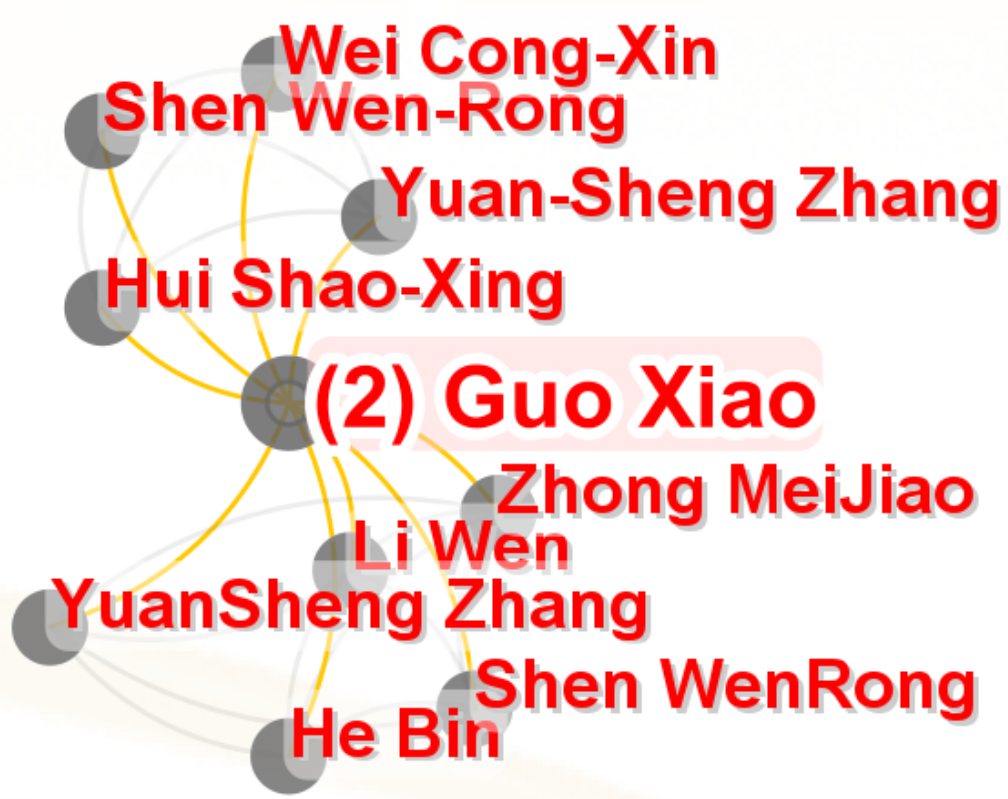 Wei Cong-Xin
Shen Wen-Rong
Yuan-Sheng Zhang
Hui Shao-Xing
(2) Guo Xiao
Zhong MeiJiao
Li Wen
YuanSheng Zhang
Shen WenRong
He Bin